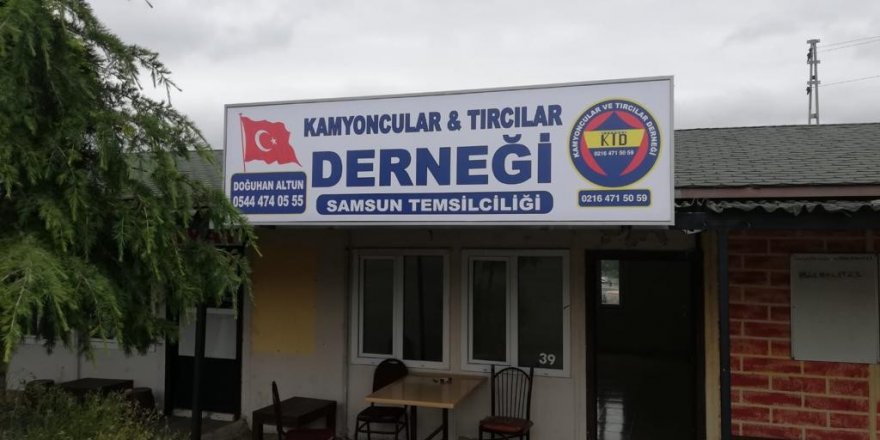 KAMYONCULAR & TIRCILAR
DERNEĞİ
SAMSUN TEMSİLCİLİĞİ
DOĞUHAN ALTUN
0544 474 05 55
KAMYONCULAR VE TIRCILAR DERNEĞİ
KTD
0216 471 50 59
0216 471 50 59
39